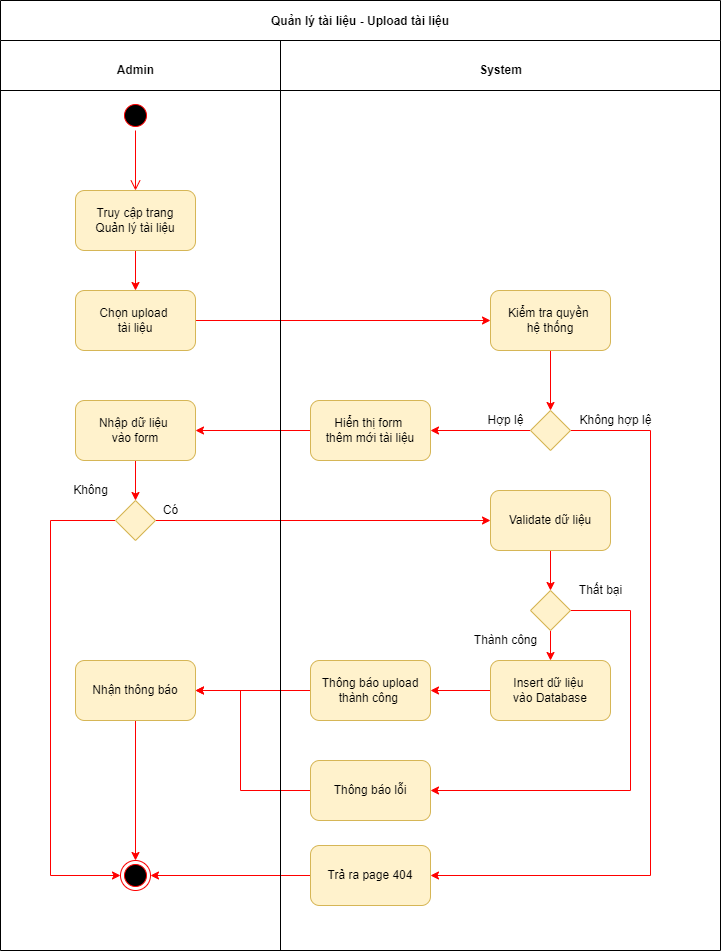 Quản lý tài liệu - Upload tài liệu
Admin
System
Truy cập trang
Quản lý tài liệu
Chọn upload
tài liệu
Kiểm tra quyền
hệ thống
Nhập dữ liệu
vào form
Hiển thị form
thêm mới tài liệu
Hợp lệ
Không hợp lệ
Không
Có
Validate dữ liệu
Thất bại
Thành công
Nhận thông báo
Thông báo upload
thành công
Insert dữ liệu
vào Database
Thông báo lỗi
Trả ra page 404